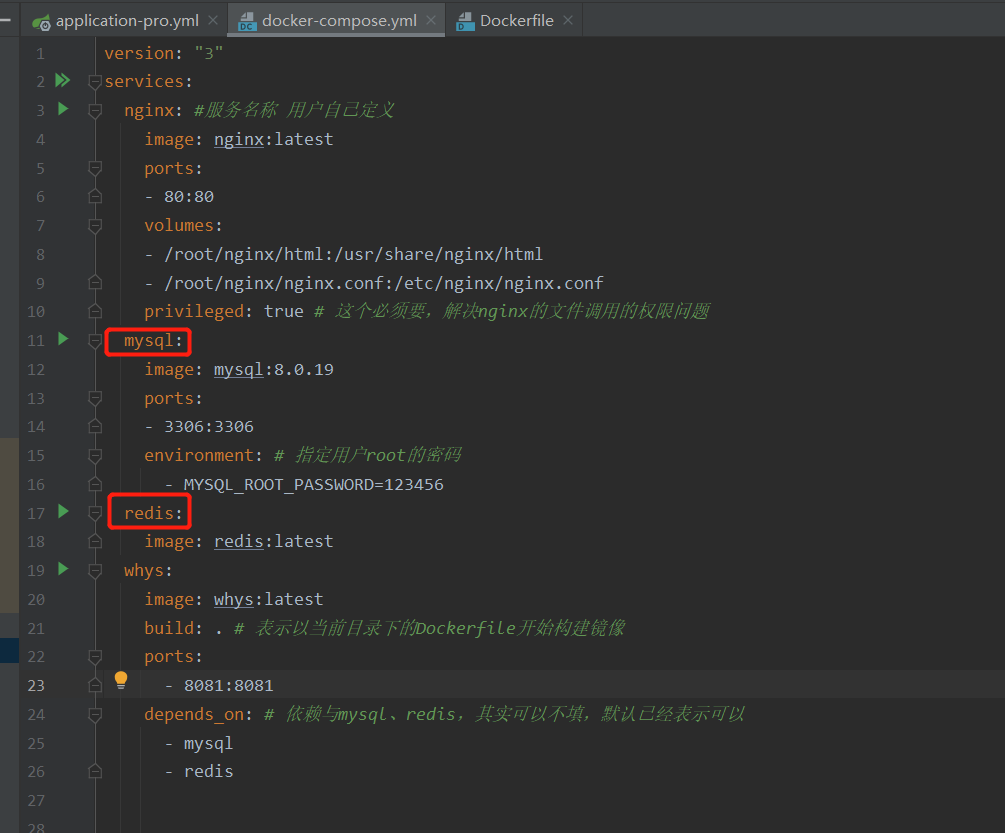 application-pro.yml docker-compose.yml Dockerfile
1 version: "3"
2 services:
3 nginx: #服务名称 用户自己定义
4 image: nginx:latest
5 ports:
6 - 80:80
7 volumes:
8 - /root/nginx/html:/usr/share/nginx/html
9 - /root/nginx/nginx.conf:/etc/nginx/nginx.conf
10 privileged: true # 这个必须要，解决nginx的文件调用的权限问题
11 mysql:
12 image: mysql:8.0.19
13 ports:
14 - 3306:3306
15 environment: # 指定用户root的密码
16 - MYSQL_ROOT_PASSWORD=123456
17 redis:
18 image: redis:latest
19 whys:
20 image: whys:latest
21 build: . # 表示以当前目录下的Dockerfile开始构建镜像
22 ports:
23 - 8081:8081
24 depends_on: # 依赖与mysql、redis，其实可以不填，默认已经表示可以
25 - mysql
26 - redis
27
28